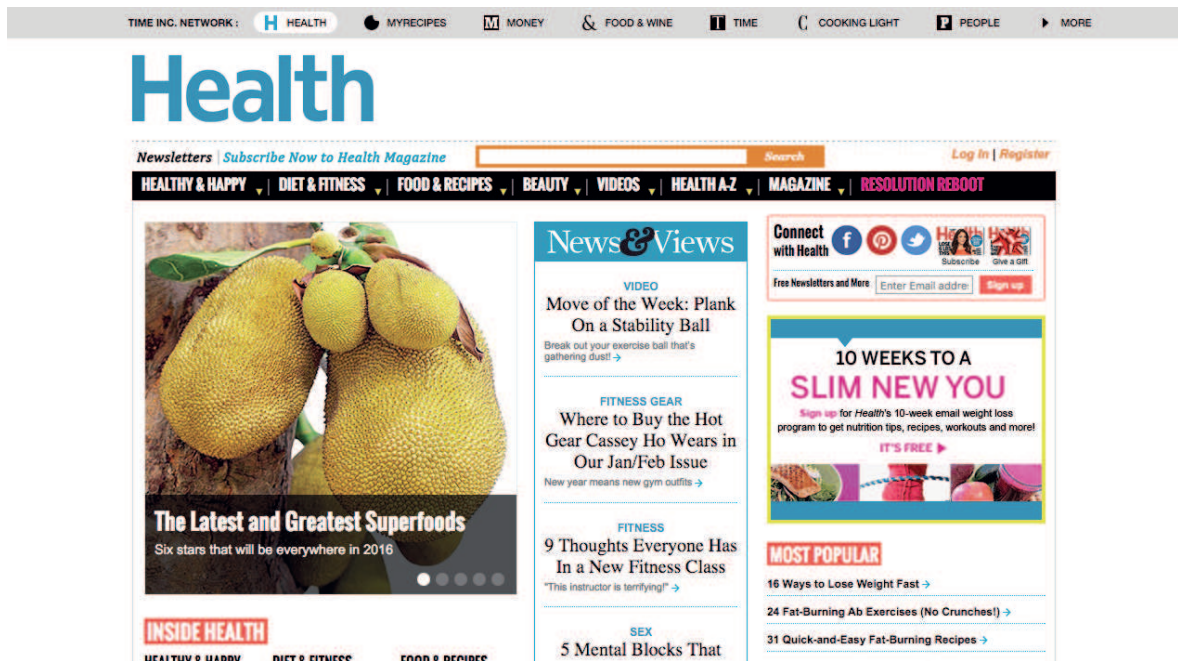 TIME INC. NETWORK : H HEALTH MYRECIPES M MONEY & FOOD & WINE T TIME C COOKING LIGHT P PEOPLE MORE
Health
Newsletters | Subscribe Now to Health Magazine Search Log In | Register
HEALTHY & HAPPY | DIET & FITNESS | FOOD & RECIPES | BEAUTY | VIDEOS | HEALTH A-Z | MAGAZINE | RESOLUTION REBOOT
The Latest and Greatest Superfoods
Six stars that will be everywhere in 2016
INSIDE HEALTH
HEALTHY & HAPPY DIET & FITNESS FOOD & RECIPES
News & Views
VIDEO
Move of the Week: Plank
On a Stability Ball
Break out your exercise ball that's
gathering dust! →
FITNESS GEAR
Where to Buy the Hot
Gear Cassey Ho Wears in
Our Jan/Feb Issue
New year means new gym outfits →
FITNESS
9 Thoughts Everyone Has
In a New Fitness Class
"This instructor is terrifying!" →
SEX
5 Mental Blocks That
Connect
with Health
Health
Subscribe Give a Gift
Free Newsletters and More Enter Email addre Sign up
10 WEEKS TO A
SLIM NEW YOU
Sign up for Health's 10-week email weight loss
program to get nutrition tips, recipes, workouts and more!
IT'S FREE
MOST POPULAR
16 Ways to Lose Weight Fast →
24 Fat-Burning Ab Exercises (No Crunches!) →
31 Quick-and-Easy Fat-Burning Recipes →